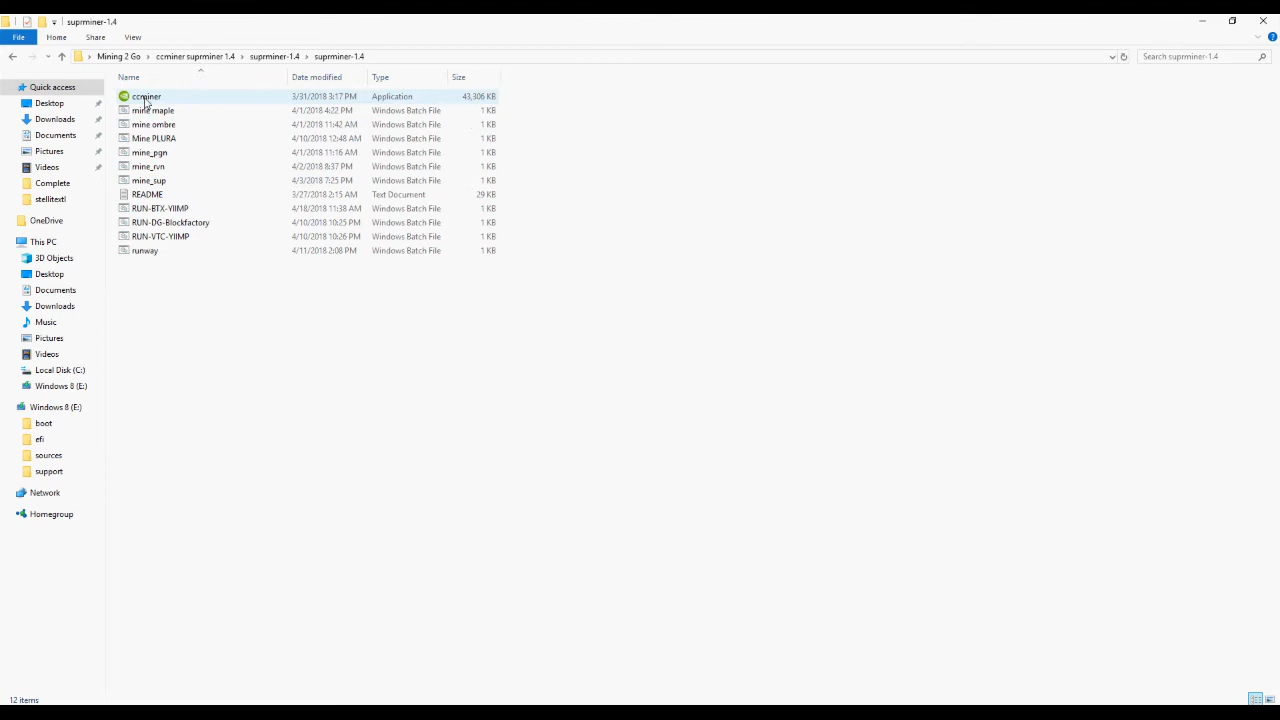 suprminer-1.4
File Home Share View
Mining 2 Go ccminer suprminer 1.4 suprminer-1.4 suprminer-1.4 Search suprminer-1.4
Name Date modified Type Size
ccminer 3/31/2018 3:17 PM Application 43,306 KB
mine maple 4/1/2018 4:22 PM Windows Batch File 1 KB
mine ombre 4/1/2018 11:42 AM Windows Batch File 1 KB
Mine PLURA 4/10/2018 12:48 AM Windows Batch File 1 KB
mine_pgn 4/1/2018 11:16 AM Windows Batch File 1 KB
mine_rvn 4/2/2018 8:37 PM Windows Batch File 1 KB
mine_sup 4/3/2018 7:25 PM Windows Batch File 1 KB
README 3/27/2018 2:15 AM Text Document 29 KB
RUN-BTX-YIIMP 4/18/2018 11:38 AM Windows Batch File 1 KB
RUN-DG-Blockfactory 4/10/2018 10:25 PM Windows Batch File 1 KB
RUN-VTC-YIIMP 4/10/2018 10:26 PM Windows Batch File 1 KB
runway 4/11/2018 2:08 PM Windows Batch File 1 KB
Quick access
Desktop
Downloads
Documents
Pictures
Videos
Complete
stellitextl
OneDrive
This PC
3D Objects
Desktop
Documents
Downloads
Music
Pictures
Videos
Local Disk (C:)
Windows 8 (E:)
Windows 8 (E:)
boot
efi
sources
support
Network
Homegroup
12 items